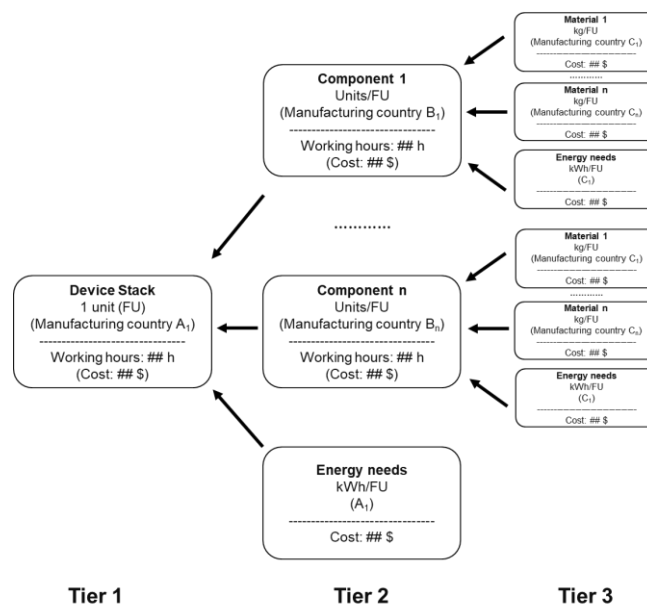 Material 1
kg/FU
(Manufacturing country C₁)
------------------------------------
Cost: ## $
............
Material n
kg/FU
(Manufacturing country Cₙ)
------------------------------------
Cost: ## $
Energy needs
kWh/FU
(C₁)
------------------------------------
Cost: ## $
Component 1
Units/FU
(Manufacturing country B₁)
------------------------------------
Working hours: ## h
(Cost: ## $)
............
Material 1
kg/FU
(Manufacturing country C₁)
------------------------------------
Cost: ## $
............
Material n
kg/FU
(Manufacturing country Cₙ)
------------------------------------
Cost: ## $
Energy needs
kWh/FU
(C₁)
------------------------------------
Cost: ## $
Component n
Units/FU
(Manufacturing country Bₙ)
------------------------------------
Working hours: ## h
(Cost: ## $)
Device Stack
1 unit (FU)
(Manufacturing country A₁)
------------------------------------
Working hours: ## h
(Cost: ## $)
Energy needs
kWh/FU
(A₁)
------------------------------------
Cost: ## $
Tier 1
Tier 2
Tier 3